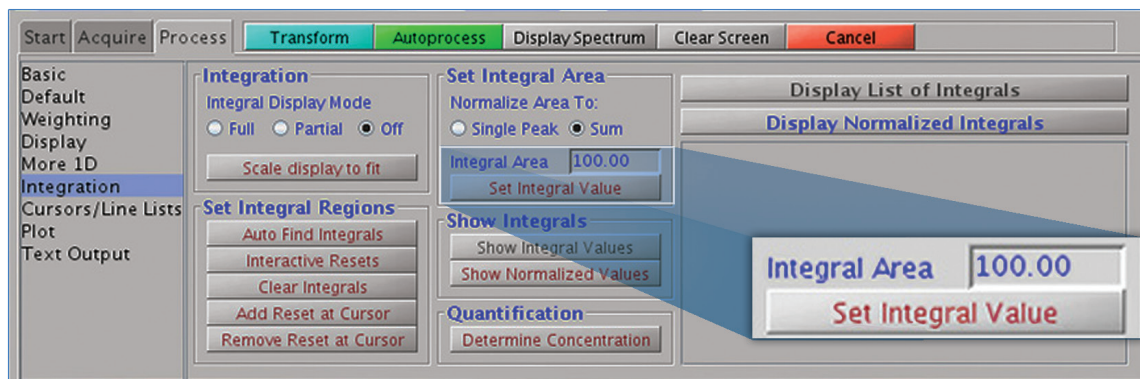 Start Acquire Process Transform Autoprocess Display Spectrum Clear Screen Cancel
Basic
Default
Weighting
Display
More 1D
Integration
Cursors/Line Lists
Plot
Text Output
Integration
Integral Display Mode
Full Partial Off
Scale display to fit
Set Integral Regions
Auto Find Integrals
Interactive Resets
Clear Integrals
Add Reset at Cursor
Remove Reset at Cursor
Set Integral Area
Normalize Area To:
Single Peak Sum
Integral Area 100.00
Set Integral Value
Show Integrals
Show Integral Values
Show Normalized Values
Quantification
Determine Concentration
Display List of Integrals
Display Normalized Integrals
Integral Area 100.00
Set Integral Value